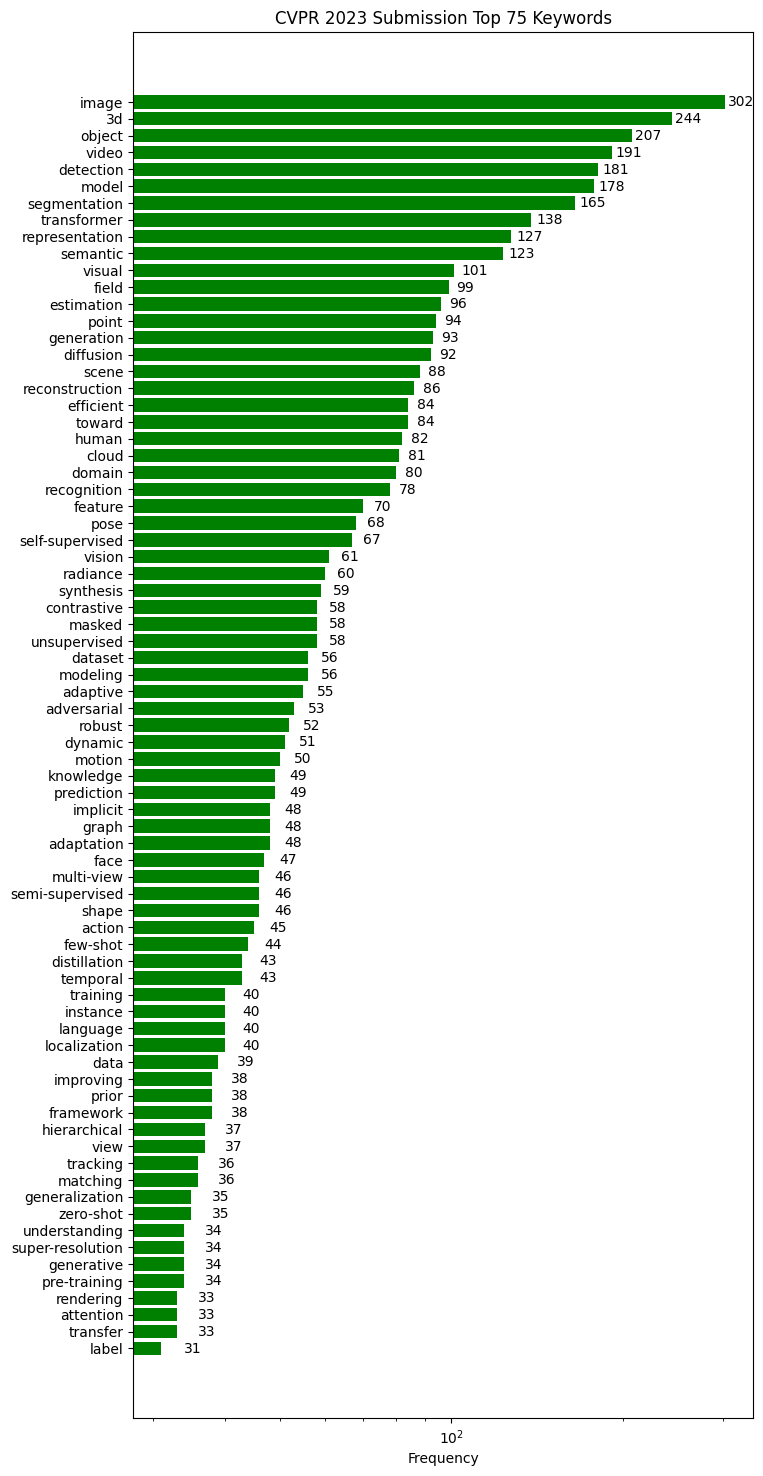 CVPR 2023 Submission Top 75 Keywords
image 302
3d 244
object 207
video 191
detection 181
model 178
segmentation 165
transformer 138
representation 127
semantic 123
visual 101
field 99
estimation 96
point 94
generation 93
diffusion 92
scene 88
reconstruction 86
efficient 84
toward 84
human 82
cloud 81
domain 80
recognition 78
feature 70
pose 68
self-supervised 67
vision 61
radiance 60
synthesis 59
contrastive 58
masked 58
unsupervised 58
dataset 56
modeling 56
adaptive 55
adversarial 53
robust 52
dynamic 51
motion 50
knowledge 49
prediction 49
implicit 48
graph 48
adaptation 48
face 47
multi-view 46
semi-supervised 46
shape 46
action 45
few-shot 44
distillation 43
temporal 43
training 40
instance 40
language 40
localization 40
data 39
improving 38
prior 38
framework 38
hierarchical 37
view 37
tracking 36
matching 36
generalization 35
zero-shot 35
understanding 34
super-resolution 34
generative 34
pre-training 34
rendering 33
attention 33
transfer 33
label 31
10²
Frequency